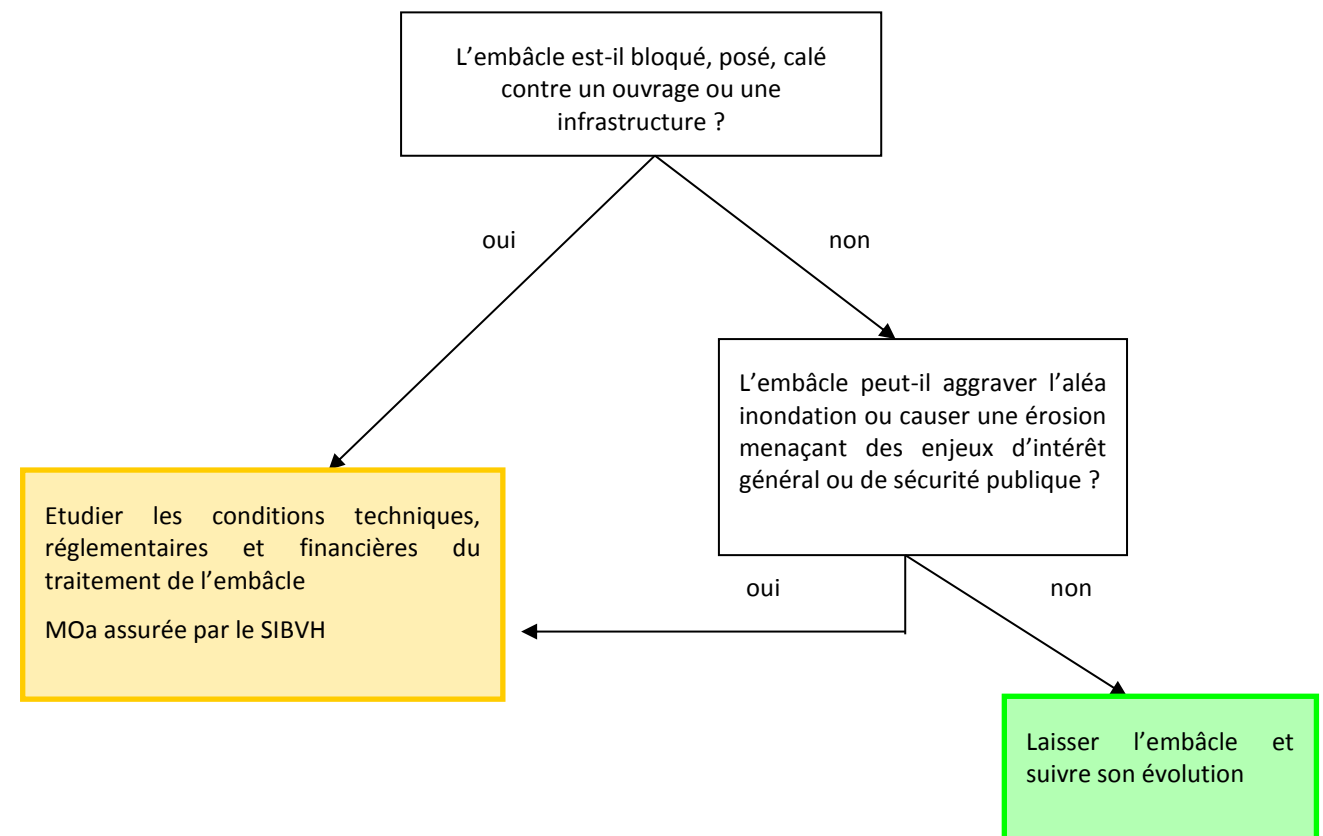 L’embâcle est-il bloqué, posé, calé
contre un ouvrage ou une
infrastructure ?
oui
non
L’embâcle peut-il aggraver l’aléa
inondation ou causer une érosion
menaçant des enjeux d’intérêt
général ou de sécurité publique ?
Etudier les conditions techniques,
réglementaires et financières du
traitement de l’embâcle
MOa assurée par le SIBVH
oui
non
Laisser l’embâcle et
suivre son évolution